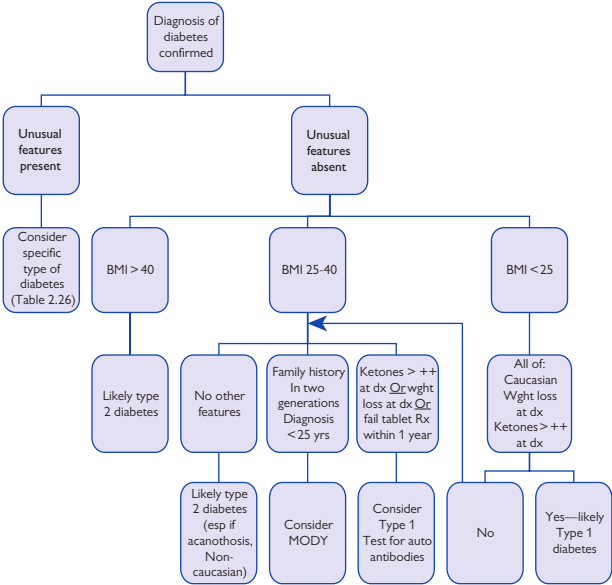 Diagnosis of
diabetes
confirmed
Unusual
features
present
Unusual
features
absent
Consider
specific
type of
diabetes
(Table 2.26)
BMI > 40
BMI 25-40
BMI < 25
Likely type
2 diabetes
No other
features
Family history
In two
generations
Diagnosis
< 25 yrs
Ketones > ++
at dx Or wght
loss at dx Or
fail tablet Rx
within 1 year
All of:
Caucasian
Wght loss
at dx
Ketones > ++
at dx
Likely type
2 diabetes
(esp if
acanothosis,
Non-
caucasian)
Consider
MODY
Consider
Type 1
Test for auto
antibodies
No
Yes—likely
Type 1
diabetes